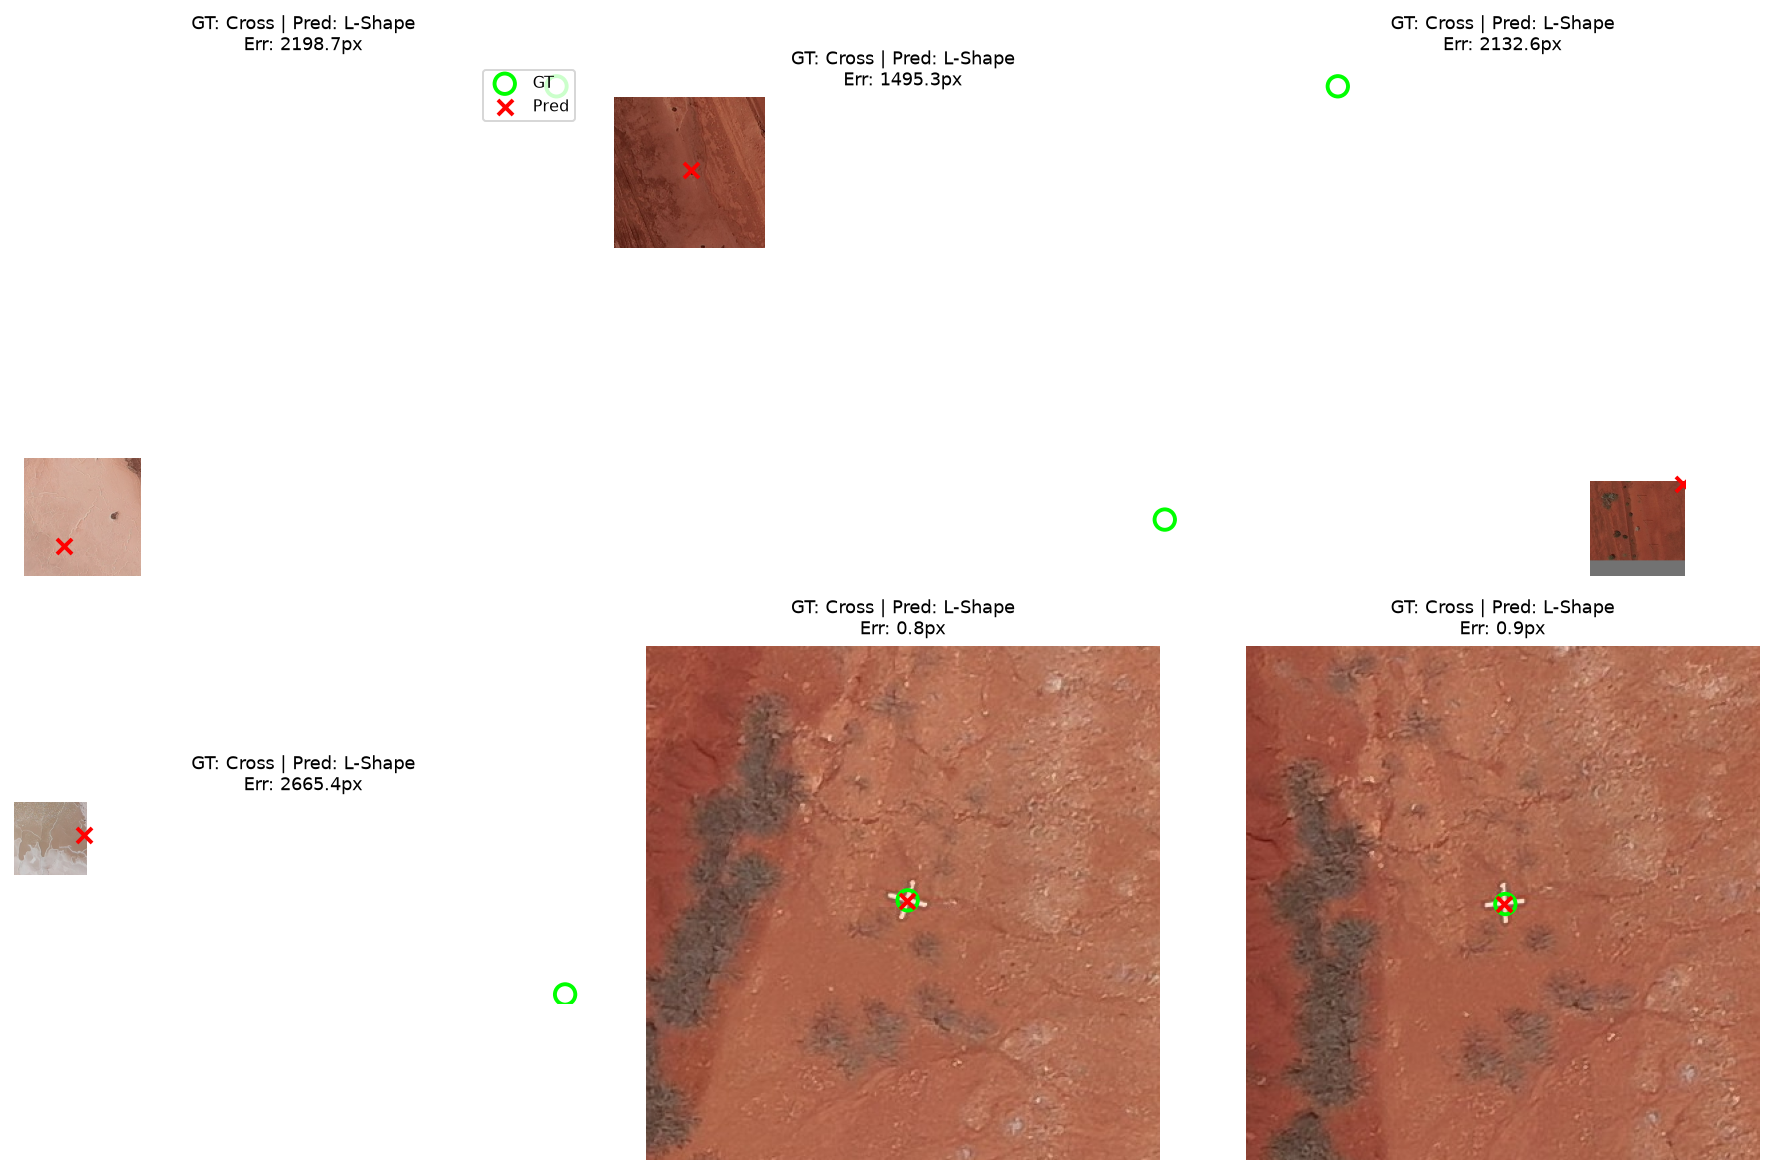 GT: Cross | Pred: L-Shape
Err: 2198.7px
GT
Pred
GT: Cross | Pred: L-Shape
Err: 1495.3px
GT: Cross | Pred: L-Shape
Err: 2132.6px
GT: Cross | Pred: L-Shape
Err: 2665.4px
GT: Cross | Pred: L-Shape
Err: 0.8px
GT: Cross | Pred: L-Shape
Err: 0.9px